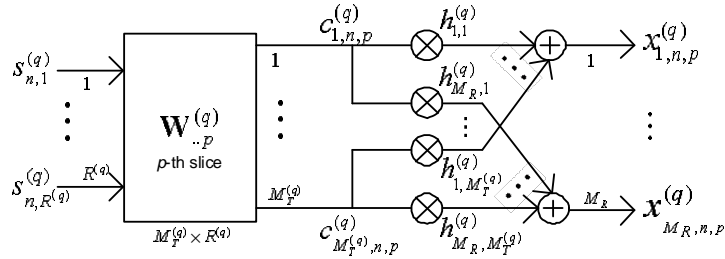 s_{n,1}^{(q)}
1
⋮
s_{n,R^{(q)}}^{(q)}
R^{(q)}
W_{..p}^{(q)}
p-th slice
M_T^{(q)} × R^{(q)}
1
⋮
M_T^{(q)}
c_{1,n,p}^{(q)}
c_{M_T^{(q)},n,p}^{(q)}
h_{1,1}^{(q)}
h_{M_R,1}^{(q)}
⋮
h_{1,M_T^{(q)}}^{(q)}
h_{M_R,M_T^{(q)}}^{(q)}
1
x_{1,n,p}^{(q)}
⋮
M_R
x_{M_R,n,p}^{(q)}